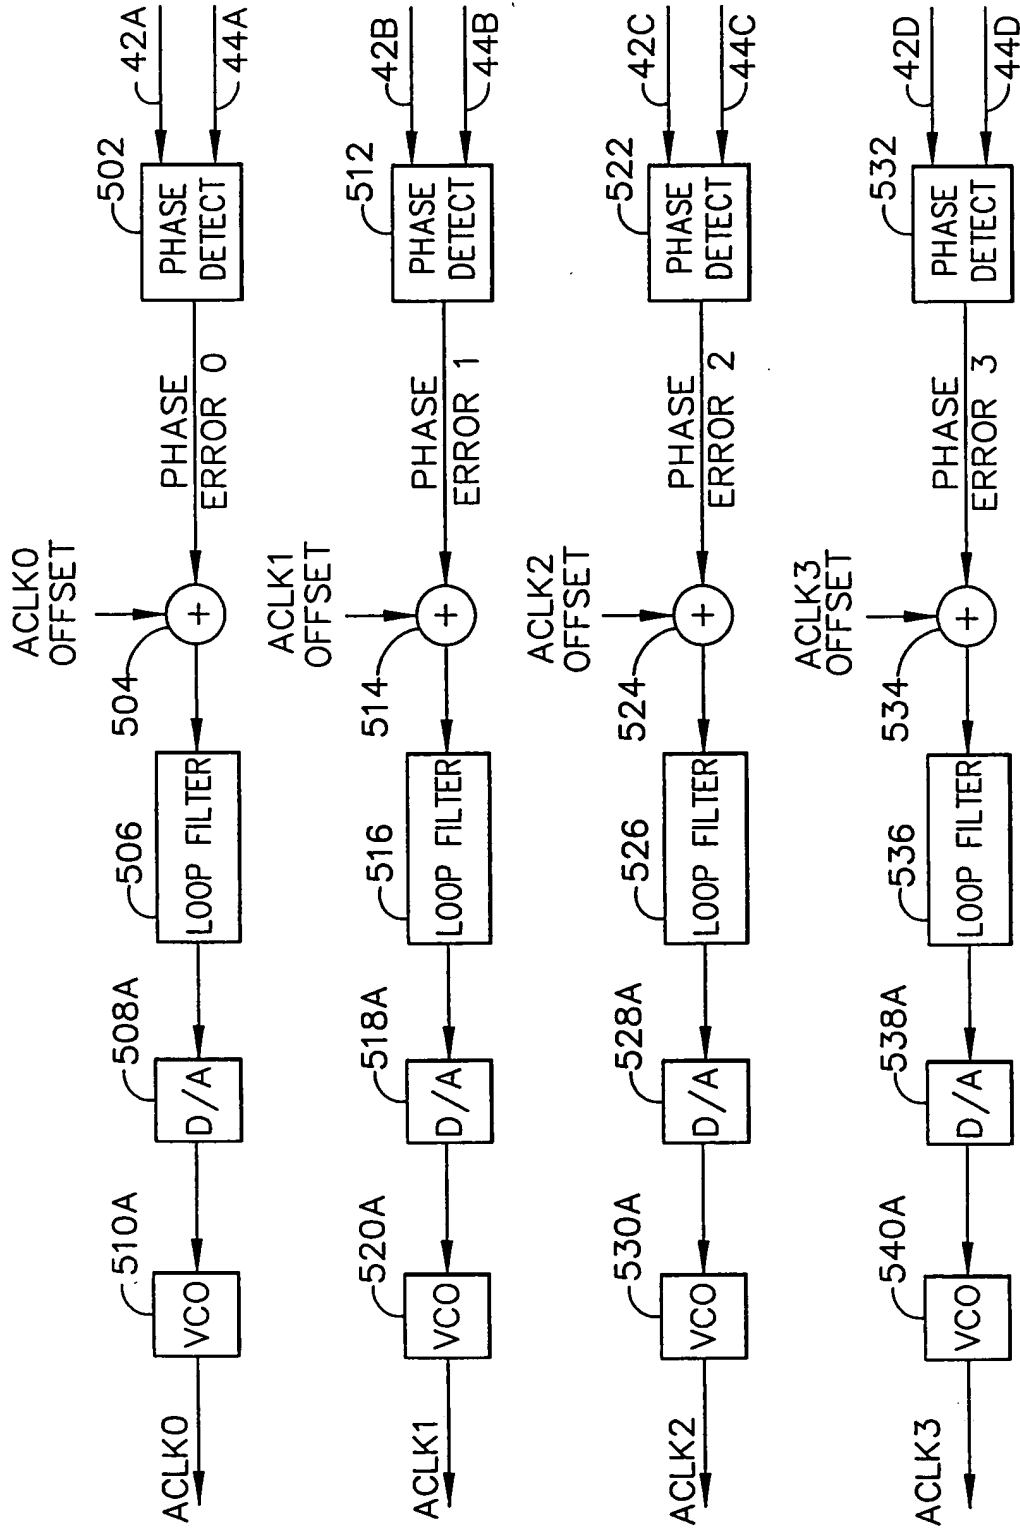 ACLK0
VCO
510A
D/A
508A
LOOP FILTER
506
504
+
ACLK0
OFFSET
PHASE
ERROR 0
PHASE
DETECT
502
42A
44A
ACLK1
VCO
520A
D/A
518A
LOOP FILTER
516
514
+
ACLK1
OFFSET
PHASE
ERROR 1
PHASE
DETECT
512
42B
44B
ACLK2
VCO
530A
D/A
528A
LOOP FILTER
526
524
+
ACLK2
OFFSET
PHASE
ERROR 2
PHASE
DETECT
522
42C
44C
ACLK3
VCO
540A
D/A
538A
LOOP FILTER
536
534
+
ACLK3
OFFSET
PHASE
ERROR 3
PHASE
DETECT
532
42D
44D